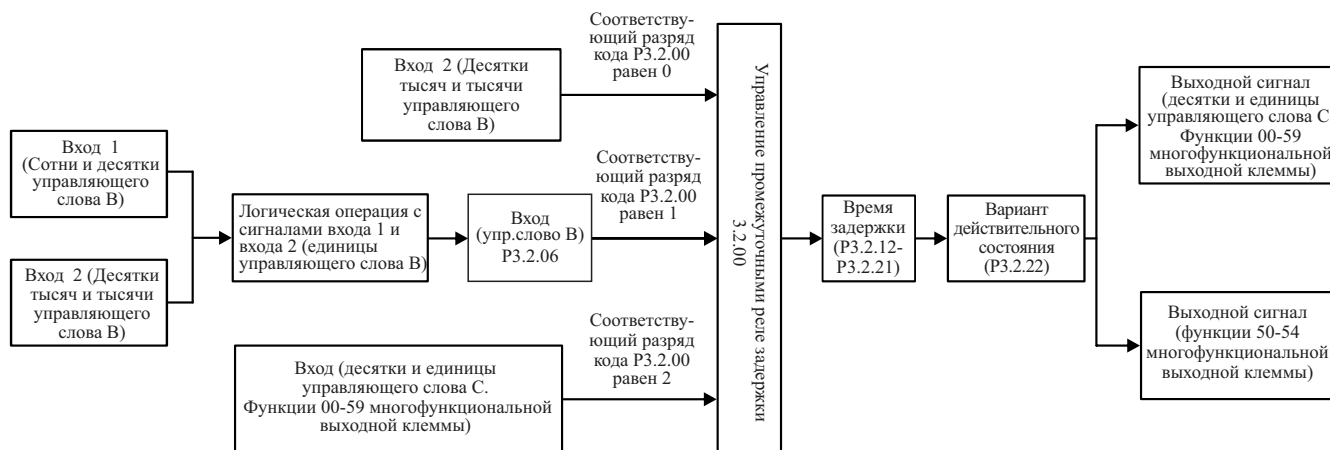 Вход 1
(Сотни и десятки
управляющего
слова B)
Вход 2 (Десятки
тысяч и тысячи
управляющего
слова B)
Логическая операция с
сигналами входа 1 и
входа 2 (единицы
управляющего слова B)
Вход
(упр.слово B)
P3.2.06
Вход 2 (Десятки
тысяч и тысячи
управляющего
слова B)
Вход (десятки и единицы
управляющего слова C.
Функции 00-59 многофункциональной
выходной клеммы)
Соответству-
ющий разряд
кода P3.2.00
равен 0
Соответству-
ющий разряд
кода P3.2.00
равен 1
Соответству-
ющий разряд
кода P3.2.00
равен 2
Управление промежуточными реле задержки
3.2.00
Время
задержки
(P3.2.12-
P3.2.21)
Вариант
действительного
состояния
(P3.2.22)
Выходной сигнал
(десятки и единицы
управляющего слова C.
Функции 00-59
многофункциональной
выходной клеммы)
Выходной сигнал
(функции 50-54
многофункциональной
выходной клеммы)